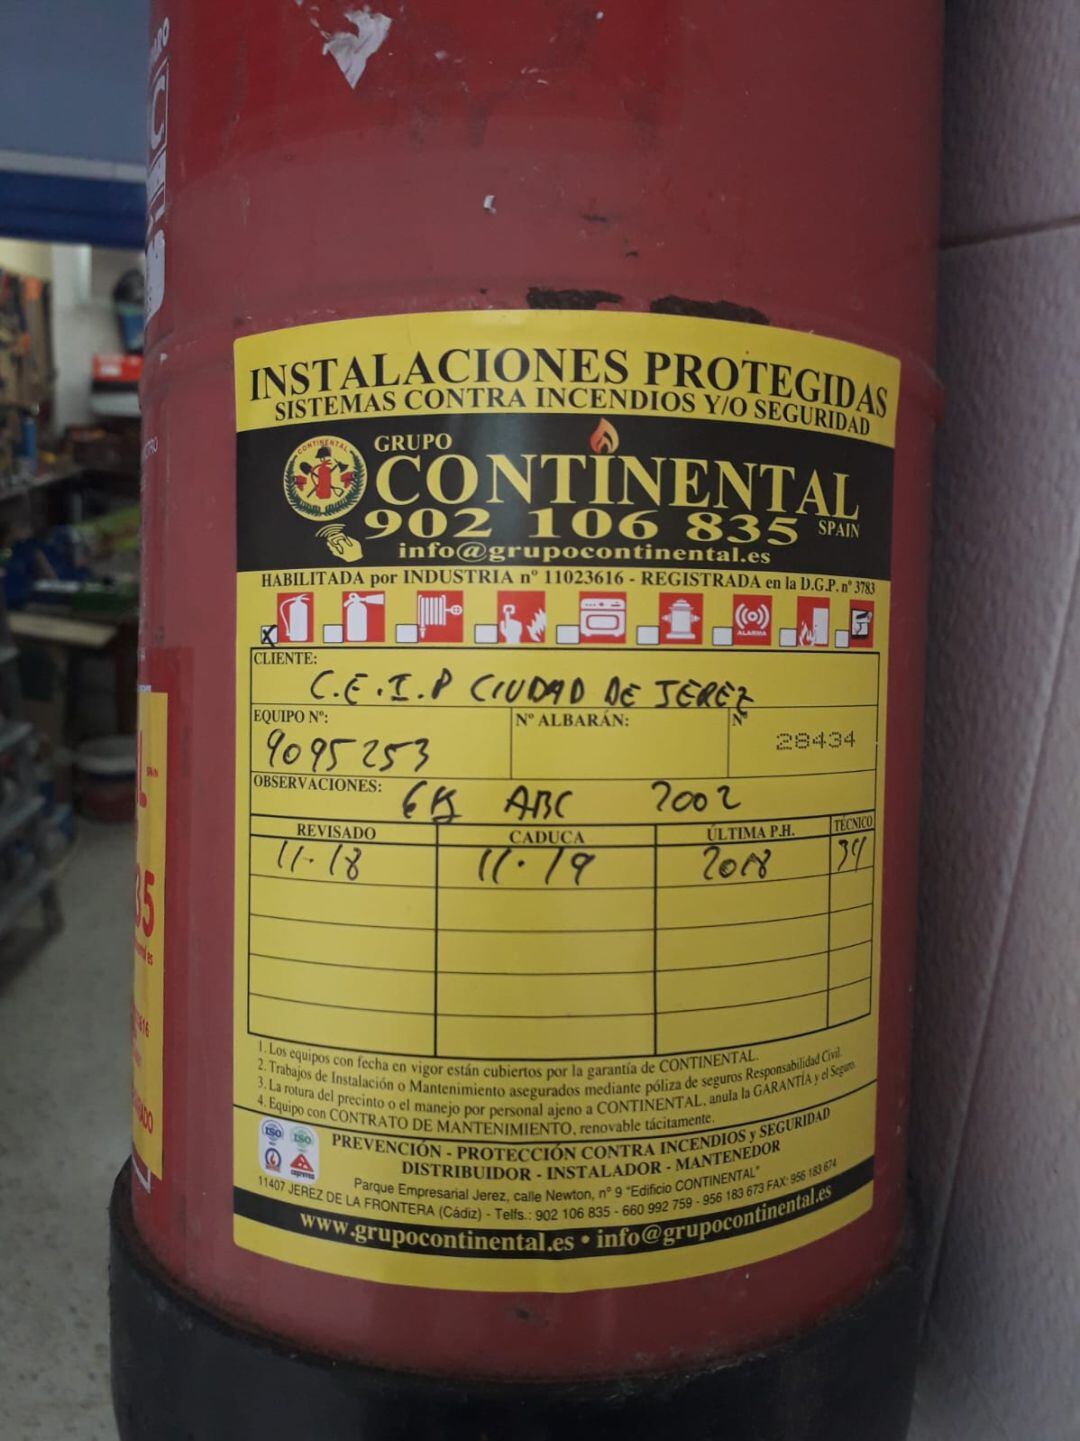 INSTALACIONES PROTEGIDAS
SISTEMAS CONTRA INCENDIOS Y/O SEGURIDAD
CONTINENTAL
GRUPO
CONTINENTAL
902 106 835 SPAIN
info@grupocontinental.es
HABILITADA por INDUSTRIA nº 11023616 - REGISTRADA en la D.G.P. nº 3783
ALARMA
CLIENTE:
C.E.I.P CIUDAD DE JEREZ
EQUIPO Nº: Nº ALBARÁN: Nº
9095253 28434
OBSERVACIONES: 6K ABC 2002
REVISADO CADUCA ÚLTIMA P.H. TÉCNICO
11-18 11-19 2018
1. Los equipos con fecha en vigor están cubiertos por la garantía de CONTINENTAL.
2. Trabajos de Instalación o Mantenimiento asegurados mediante póliza de seguros Responsabilidad Civil.
3. La rotura del precinto o el manejo por personal ajeno a CONTINENTAL, anula la GARANTÍA y el Seguro.
4. Equipo con CONTRATO DE MANTENIMIENTO, renovable tácitamente.
ISO ISO
PREVENCIÓN - PROTECCIÓN CONTRA INCENDIOS y SEGURIDAD
DISTRIBUIDOR - INSTALADOR - MANTENEDOR
Parque Empresarial Jerez, calle Newton, nº 9 "Edificio CONTINENTAL"
11407 JEREZ DE LA FRONTERA (Cádiz) - Telfs.: 902 106 835 - 660 992 759 - 956 183 673 FAX: 956 183 674
www.grupocontinental.es • info@grupocontinental.es